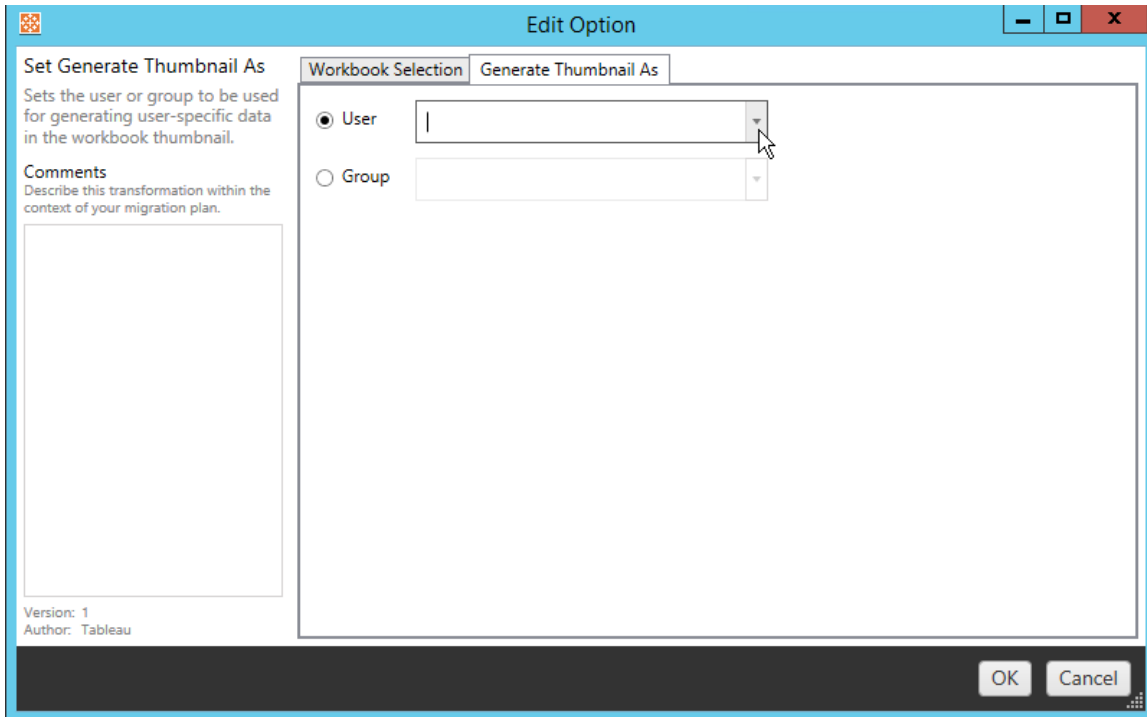 Edit Option
X
Set Generate Thumbnail As
Sets the user or group to be used
for generating user-specific data
in the workbook thumbnail.
Comments
Describe this transformation within the
context of your migration plan.
Version: 1
Author: Tableau
Workbook Selection
Generate Thumbnail As
User
Group
OK
Cancel